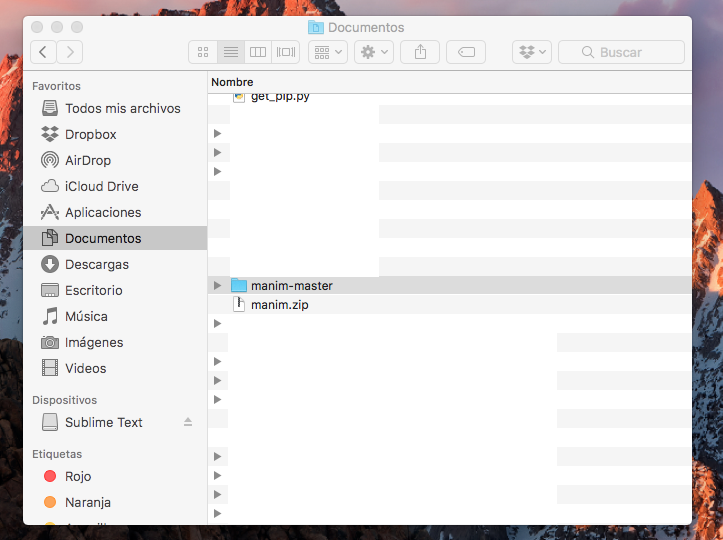 Documentos
Buscar
Favoritos
Todos mis archivos
Dropbox
AirDrop
iCloud Drive
Aplicaciones
Documentos
Descargas
Escritorio
Música
Imágenes
Videos
Dispositivos
Sublime Text
Etiquetas
Rojo
Naranja
Nombre
get_pip.py
manim-master
manim.zip